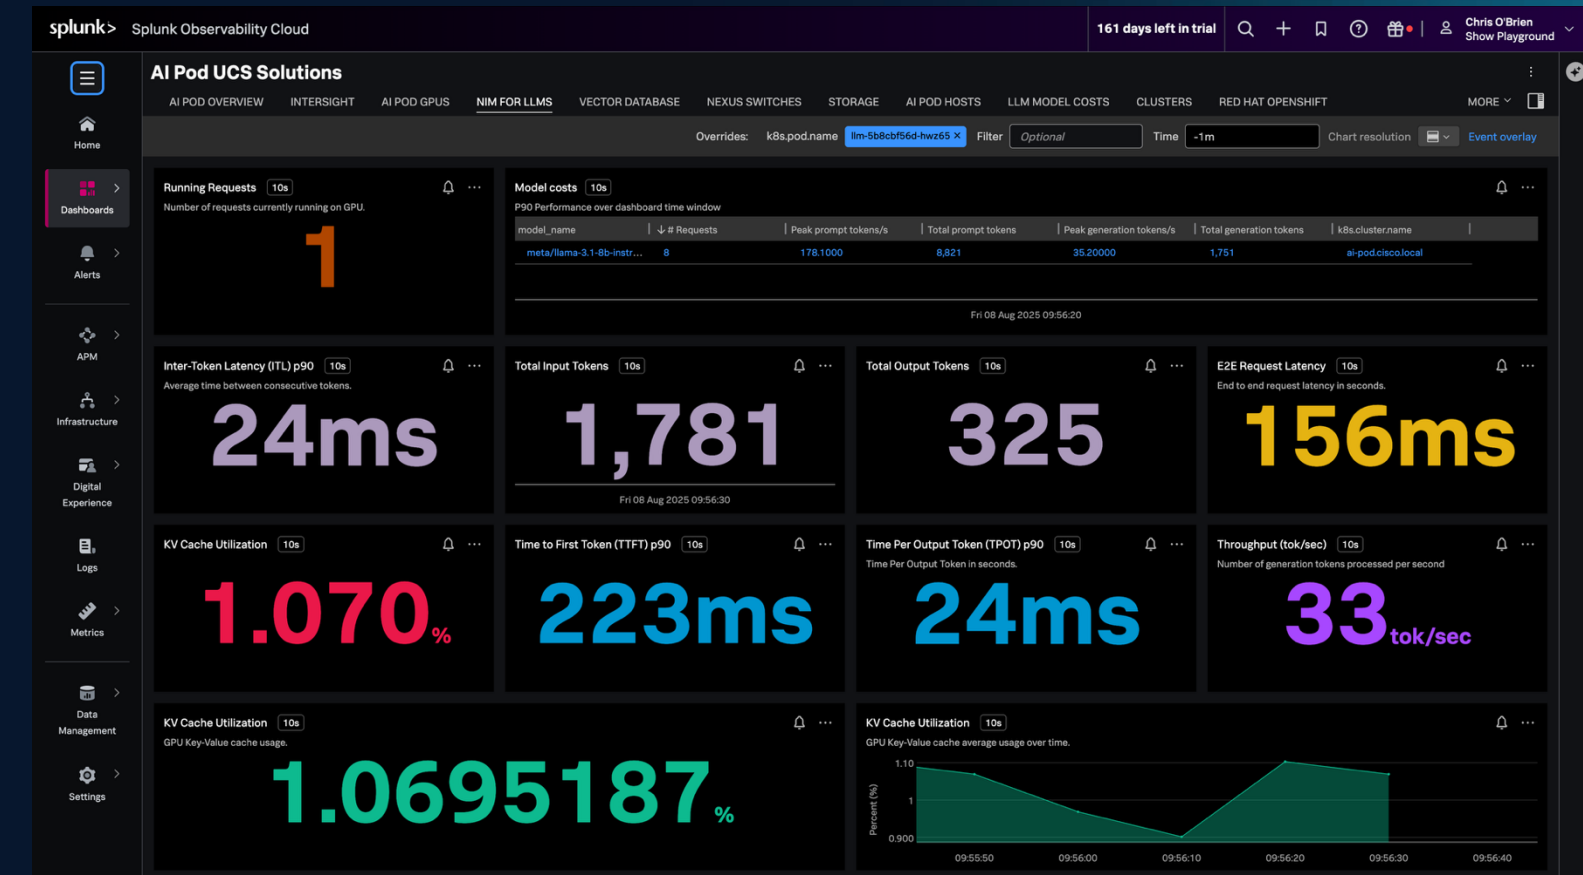 splunk> Splunk Observability Cloud
161 days left in trial
Chris O'Brien
Show Playground
AI Pod UCS Solutions
AI POD OVERVIEW INTERSIGHT AI POD GPUS NIM FOR LLMS VECTOR DATABASE NEXUS SWITCHES STORAGE AI POD HOSTS LLM MODEL COSTS CLUSTERS RED HAT OPENSHIFT MORE
Overrides: k8s.pod.name llm-5b8cbf56d-hwz65 × Filter Optional Time -1m Chart resolution Event overlay
Home
Dashboards
Alerts
APM
Infrastructure
Digital
Experience
Logs
Metrics
Data
Management
Settings
Running Requests 10s
Number of requests currently running on GPU.
1
Model costs 10s
P90 Performance over dashboard time window
model_name ↓ # Requests Peak prompt tokens/s Total prompt tokens Peak generation tokens/s Total generation tokens k8s.cluster.name
meta/llama-3.1-8b-instr... 8 178.1000 8,821 35.20000 1,751 ai-pod.cisco.local
Fri 08 Aug 2025 09:56:20
Inter-Token Latency (ITL) p90 10s
Average time between consecutive tokens.
24ms
Total Input Tokens 10s
1,781
Fri 08 Aug 2025 09:56:30
Total Output Tokens 10s
325
E2E Request Latency 10s
End to end request latency in seconds.
156ms
KV Cache Utilization 10s
1.070%
Time to First Token (TTFT) p90 10s
223ms
Time Per Output Token (TPOT) p90 10s
Time Per Output Token in seconds.
24ms
Throughput (tok/sec) 10s
Number of generation tokens processed per second
33 tok/sec
KV Cache Utilization 10s
GPU Key-Value cache usage.
1.0695187%
KV Cache Utilization 10s
GPU Key-Value cache average usage over time.
Percent (%)
1.10
1
0.900
09:55:50 09:56:00 09:56:10 09:56:20 09:56:30 09:56:40